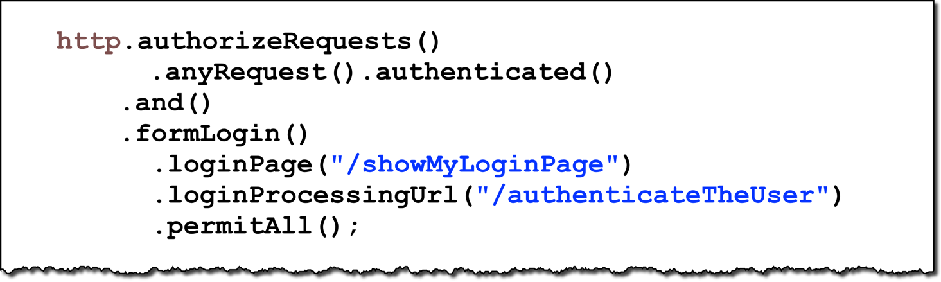 http.authorizeRequests()
.anyRequest().authenticated()
.and()
.formLogin()
.loginPage("/showMyLoginPage")
.loginProcessingUrl("/authenticateTheUser")
.permitAll();